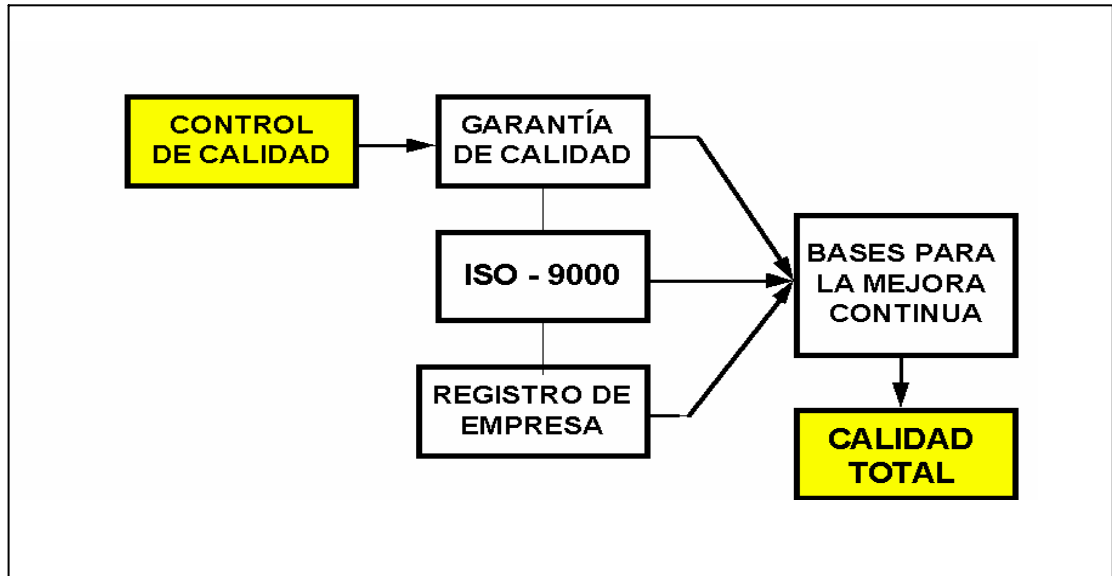 CONTROL
DE CALIDAD
GARANTÍA
DE CALIDAD
ISO - 9000
REGISTRO DE
EMPRESA
BASES PARA
LA MEJORA
CONTINUA
CALIDAD
TOTAL